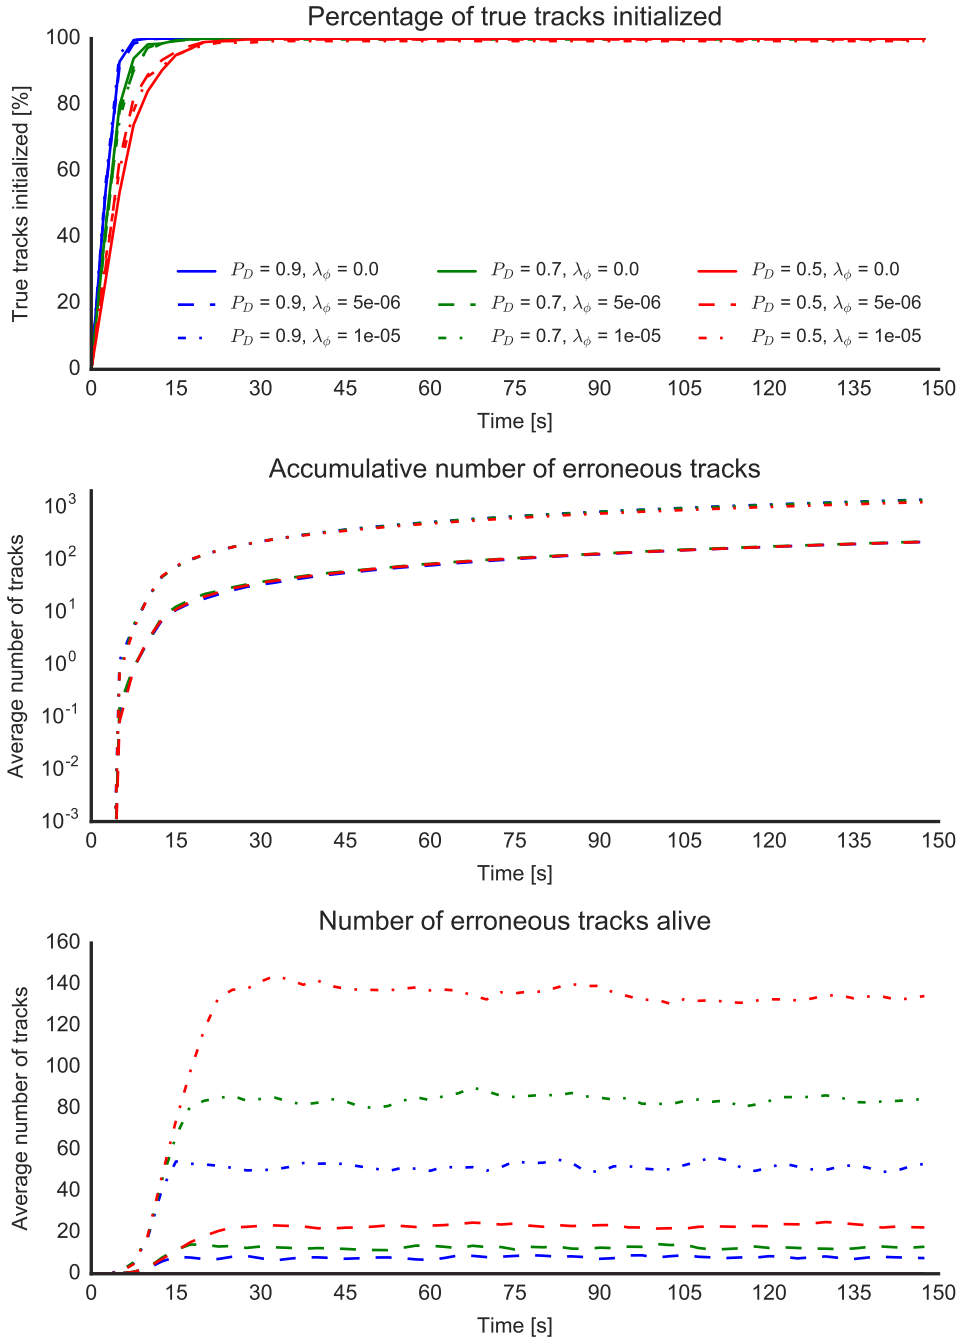 Percentage of true tracks initialized
True tracks initialized [%]
100
80
60
40
20
0
P_D = 0.9, λ_ϕ = 0.0
P_D = 0.7, λ_ϕ = 0.0
P_D = 0.5, λ_ϕ = 0.0
P_D = 0.9, λ_ϕ = 5e-06
P_D = 0.7, λ_ϕ = 5e-06
P_D = 0.5, λ_ϕ = 5e-06
P_D = 0.9, λ_ϕ = 1e-05
P_D = 0.7, λ_ϕ = 1e-05
P_D = 0.5, λ_ϕ = 1e-05
0 15 30 45 60 75 90 105 120 135 150
Time [s]
Accumulative number of erroneous tracks
Average number of tracks
10^3
10^2
10^1
10^0
10^-1
10^-2
10^-3
0 15 30 45 60 75 90 105 120 135 150
Time [s]
Number of erroneous tracks alive
Average number of tracks
160
140
120
100
80
60
40
20
0
0 15 30 45 60 75 90 105 120 135 150
Time [s]